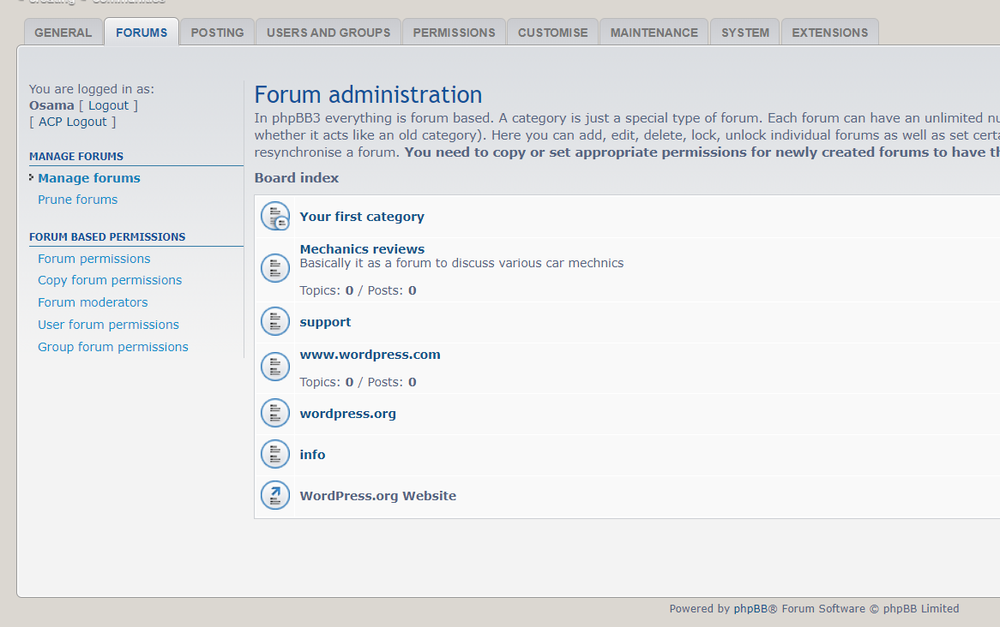 GENERAL
FORUMS
POSTING
USERS AND GROUPS
PERMISSIONS
CUSTOMISE
MAINTENANCE
SYSTEM
EXTENSIONS
You are logged in as:
Osama [ Logout ]
[ ACP Logout ]
MANAGE FORUMS
Manage forums
Prune forums
FORUM BASED PERMISSIONS
Forum permissions
Copy forum permissions
Forum moderators
User forum permissions
Group forum permissions
Forum administration
In phpBB3 everything is forum based. A category is just a special type of forum. Each forum can have an unlimited
whether it acts like an old category). Here you can add, edit, delete, lock, unlock individual forums as well as set
resynchronise a forum. You need to copy or set appropriate permissions for newly created forums to have
Board index
Your first category
Mechanics reviews
Basically it as a forum to discuss various car mechnics
Topics: 0 / Posts: 0
support
www.wordpress.com
Topics: 0 / Posts: 0
wordpress.org
info
WordPress.org Website
Powered by phpBB® Forum Software © phpBB Limited